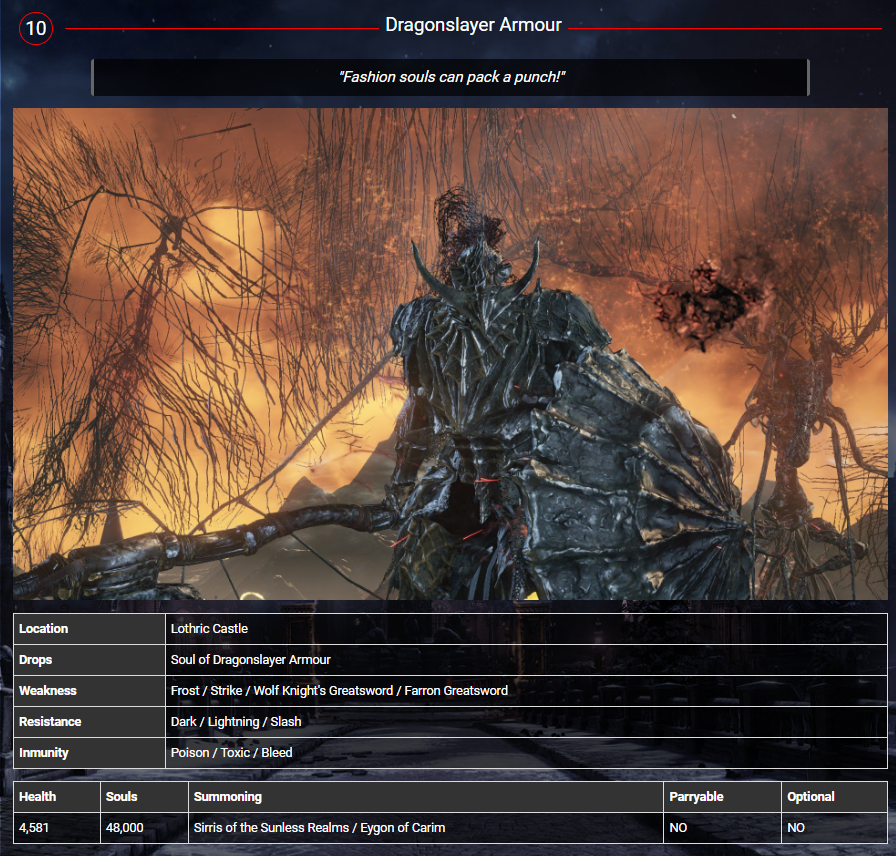 10 Dragonslayer Armour
"Fashion souls can pack a punch!"
Location Lothric Castle
Drops Soul of Dragonslayer Armour
Weakness Frost / Strike / Wolf Knight's Greatsword / Farron Greatsword
Resistance Dark / Lightning / Slash
Inmunity Poison / Toxic / Bleed
Health Souls Summoning Parryable Optional
4,581 48,000 Sirris of the Sunless Realms / Eygon of Carim NO NO